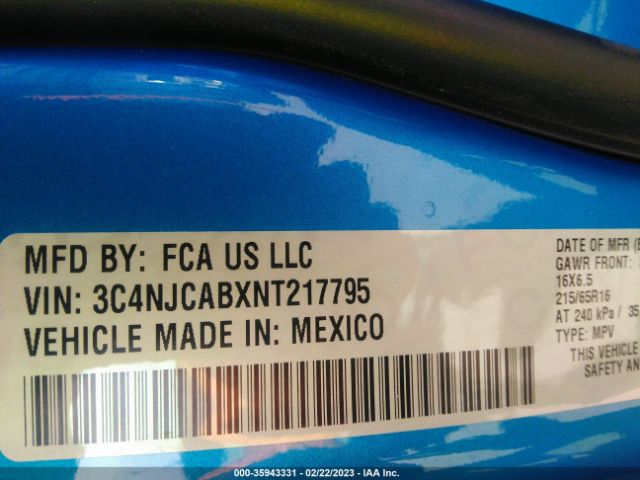 MFD BY: FCA US LLC
VIN: 3C4NJCABXNT217795
VEHICLE MADE IN: MEXICO
DATE OF MFR (
GAWR FRONT:
16X6.5
215/65R16
AT 240 kPa / 35
TYPE: MPV
THIS VEHICLE
SAFETY AN
000-35943331 - 02/22/2023 - IAA Inc.